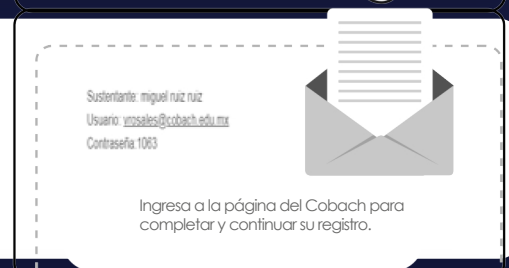 Sustentante: miguel ruiz ruiz
Usuario: yrosales@cobach.edu.mx
Contraseña:1063
Ingresa a la página del Cobach para
completar y continuar su registro.